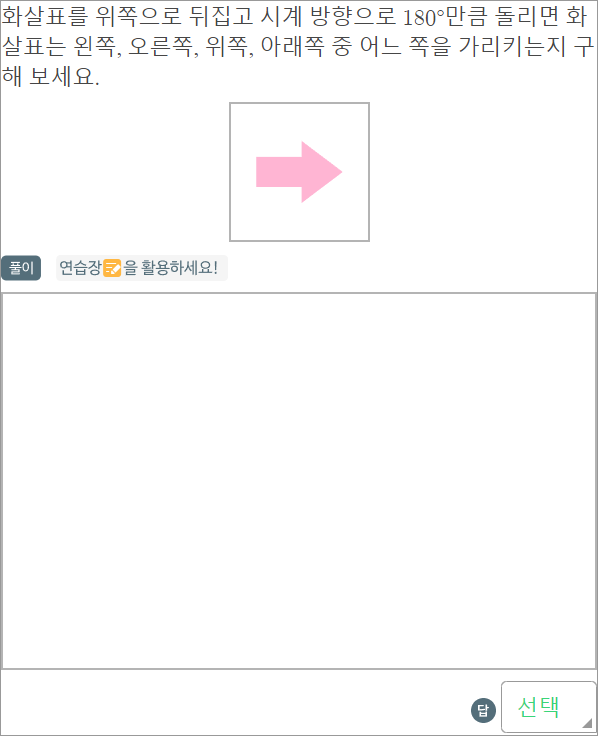 화살표를 위쪽으로 뒤집고 시계 방향으로 180°만큼 돌리면 화
살표는 왼쪽, 오른쪽, 위쪽, 아래쪽 중 어느 쪽을 가리키는지 구
해 보세요.
풀이 연습장을 활용하세요!
답 선택